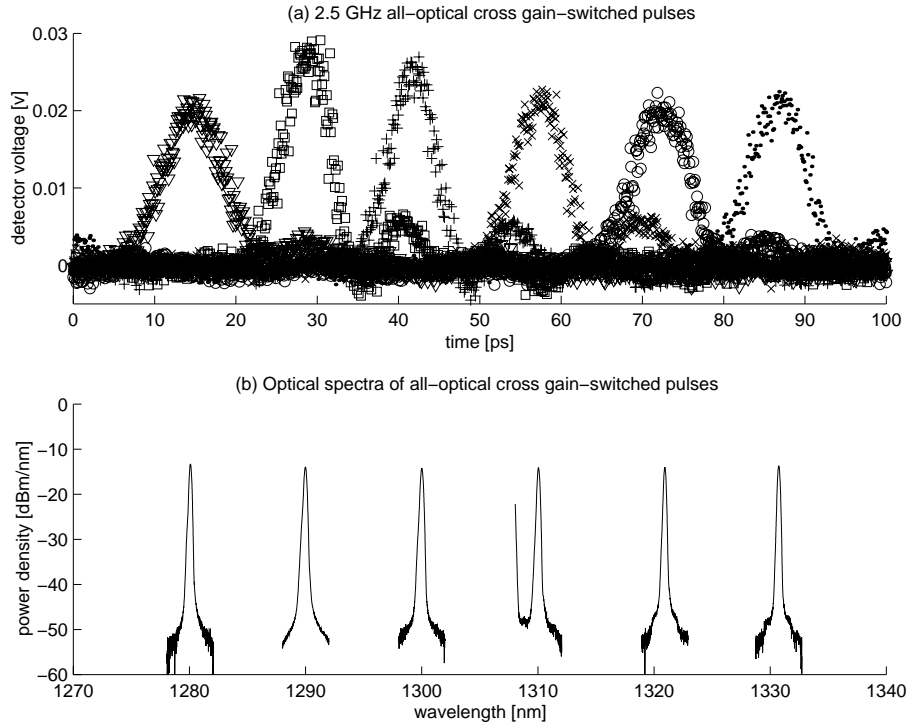 (a) 2.5 GHz all−optical cross gain−switched pulses
detector voltage [v]
0.03
0.02
0.01
0
0 10 20 30 40 50 60 70 80 90 100
time [ps]
(b) Optical spectra of all−optical cross gain−switched pulses
power density [dBm/nm]
0
−10
−20
−30
−40
−50
−60
1270 1280 1290 1300 1310 1320 1330 1340
wavelength [nm]